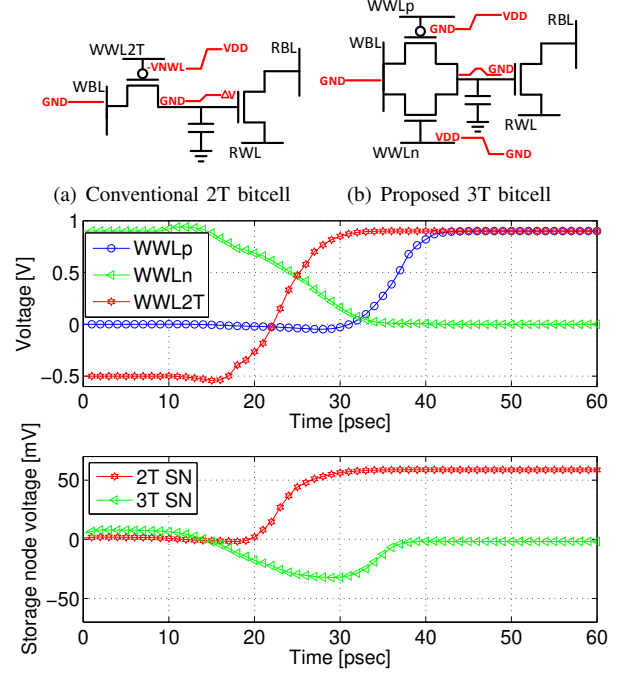 WWL2T
-VNWL
VDD
RBL
WBL
GND
GND
ΔV
RWL
WWLp
GND
VDD
RBL
WBL
GND
GND
RWL
VDD
WWLn
GND
(a) Conventional 2T bitcell
(b) Proposed 3T bitcell
1
0.5
0
−0.5
Voltage [V]
WWLp
WWLn
WWL2T
0 10 20 30 40 50 60
Time [psec]
50
0
−50
Storage node voltage [mV]
2T SN
3T SN
0 10 20 30 40 50 60
Time [psec]